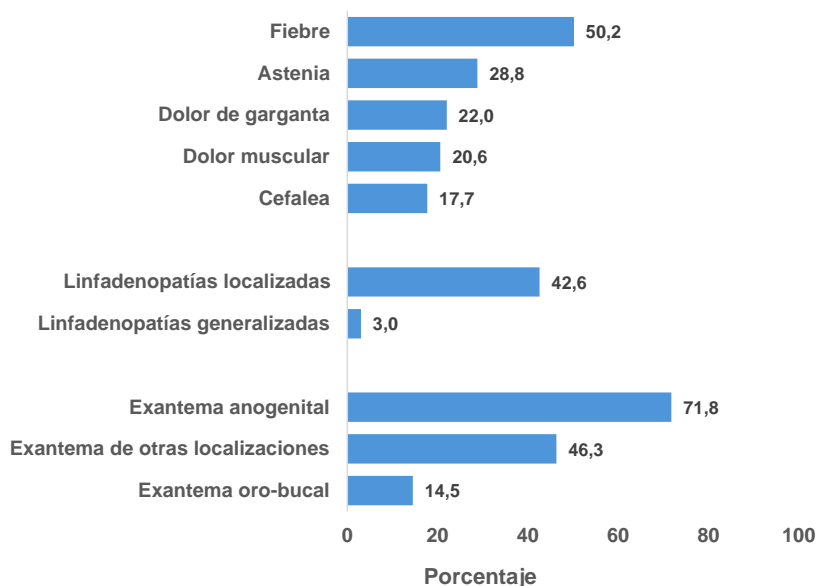 Fiebre 50,2
Astenia 28,8
Dolor de garganta 22,0
Dolor muscular 20,6
Cefalea 17,7
Linfadenopatías localizadas 42,6
Linfadenopatías generalizadas 3,0
Exantema anogenital 71,8
Exantema de otras localizaciones 46,3
Exantema oro-bucal 14,5
0 20 40 60 80 100
Porcentaje